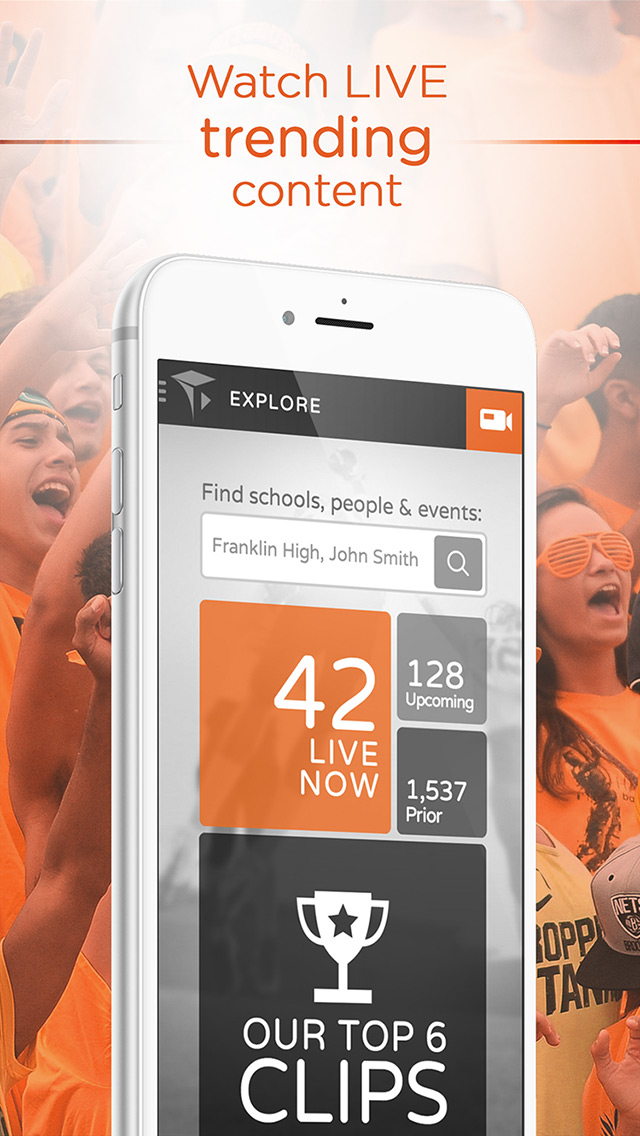 Watch LIVE
trending
content
EXPLORE
Find schools, people & events:
Franklin High, John Smith
42
LIVE
NOW
128
Upcoming
1,537
Prior
OUR TOP 6
CLIPS
NETS